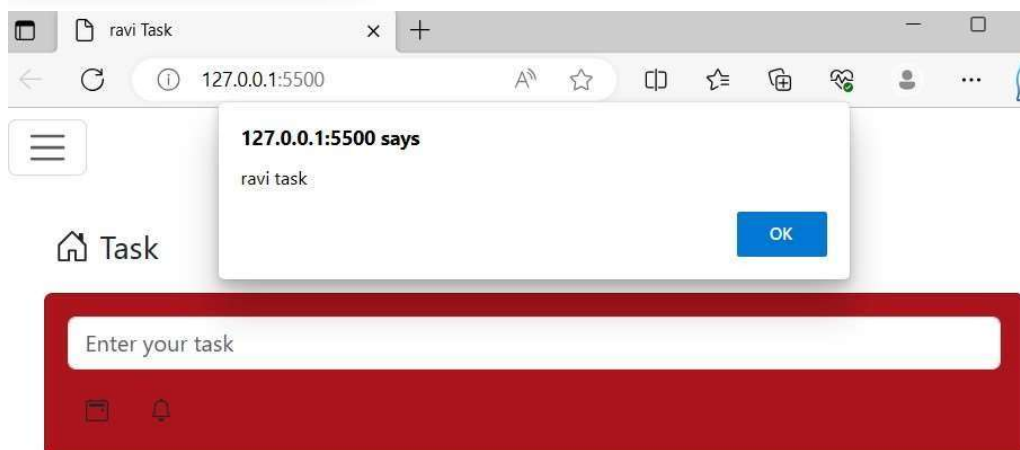 ravi Task
127.0.0.1:5500
127.0.0.1:5500 says
ravi task
OK
Task
Enter your task